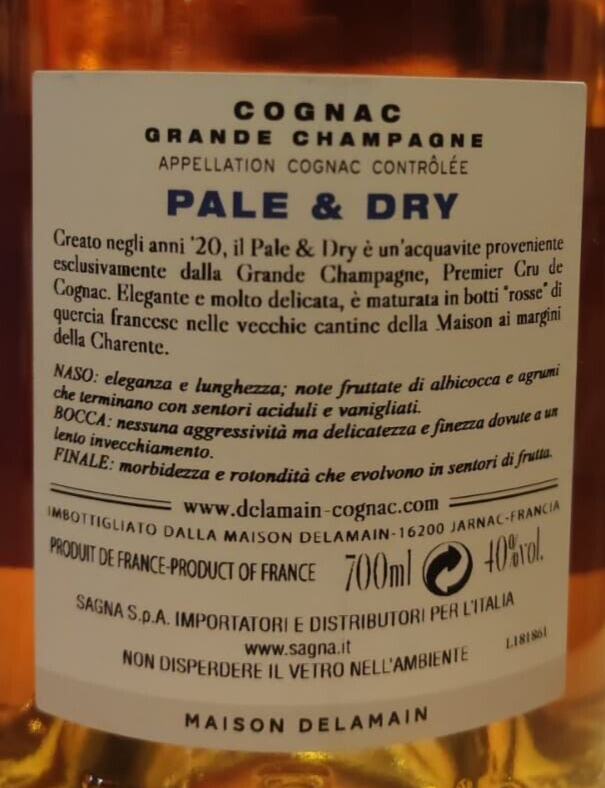 COGNAC
GRANDE CHAMPAGNE
APPELLATION COGNAC CONTRÔLÉE
PALE & DRY
Creato negli anni '20, il Pale & Dry è un'acquavite proveniente
esclusivamente dalla Grande Champagne, Premier Cru de
Cognac. Elegante e molto delicata, è maturata in botti "rosse" di
quercia francese nelle vecchie cantine della Maison ai margini
della Charente.
NASO: eleganza e lunghezza; note fruttate di albicocca e agrumi
che terminano con sentori aciduli e vanigliati.
BOCCA: nessuna aggressività ma delicatezza e finezza dovute a un
lento invecchiamento.
FINALE: morbidezza e rotondità che evolvono in sentori di frutta.
www.delamain-cognac.com
IMBOTTIGLIATO DALLA MAISON DELAMAIN-16200 JARNAC-FRANCIA
PRODUIT DE FRANCE-PRODUCT OF FRANCE 700ml 40%vol.
SAGNA S.p.A. IMPORTATORI E DISTRIBUTORI PER L'ITALIA
www.sagna.it
NON DISPERDERE IL VETRO NELL'AMBIENTE L181861
MAISON DELAMAIN